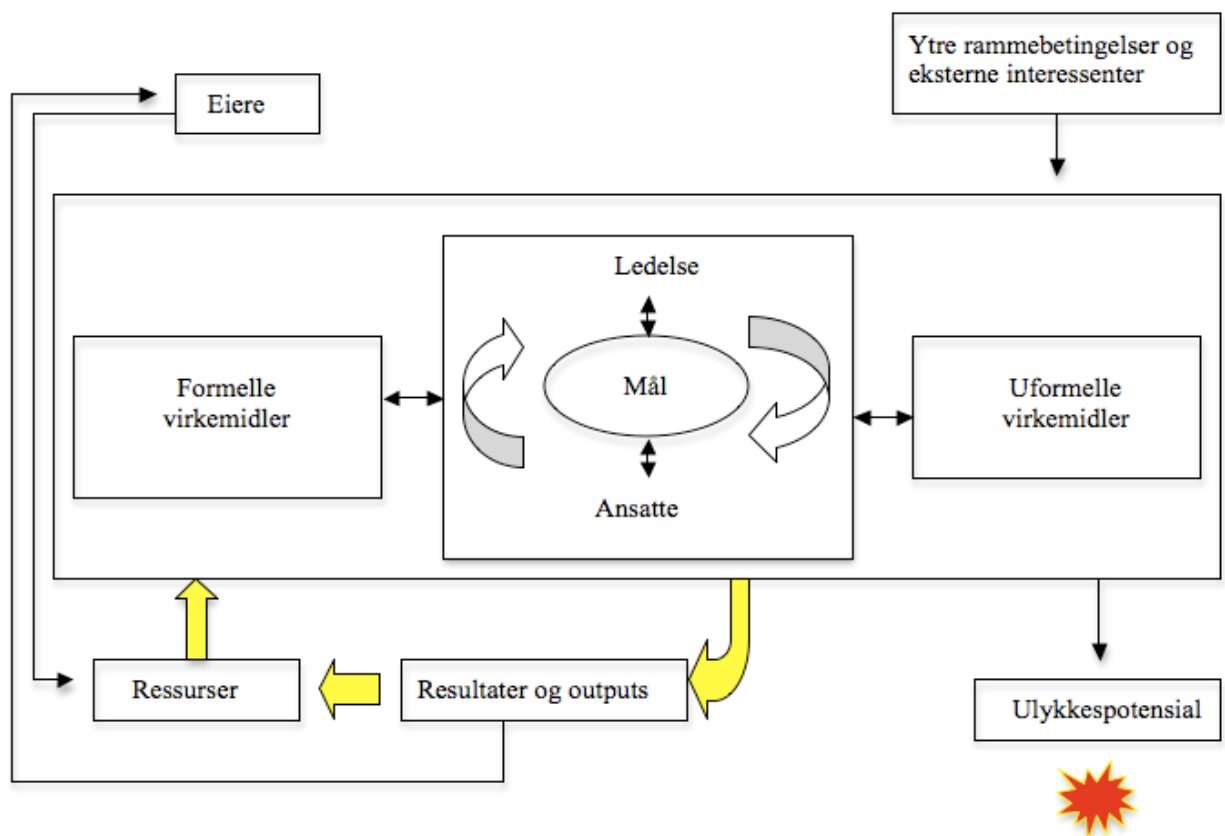 Ytre rammebetingelser og
eksterne interessenter
Eiere
Ledelse
Formelle
virkemidler
Mål
Uformelle
virkemidler
Ansatte
Ressurser
Resultater og outputs
Ulykkespotensial